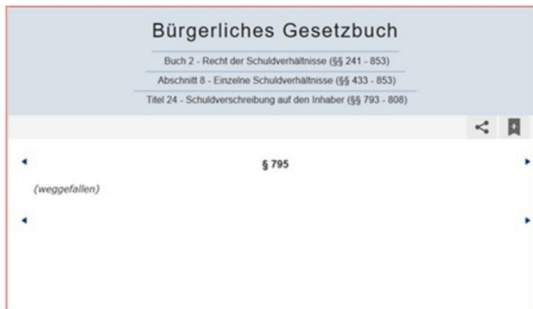 Bürgerliches Gesetzbuch
Buch 2 - Recht der Schuldverhältnisse (§§ 241 - 853)
Abschnitt 8 - Einzelne Schuldverhältnisse (§§ 433 - 853)
Titel 24 - Schuldverschreibung auf den Inhaber (§§ 793 - 808)
§ 795
(weggefallen)